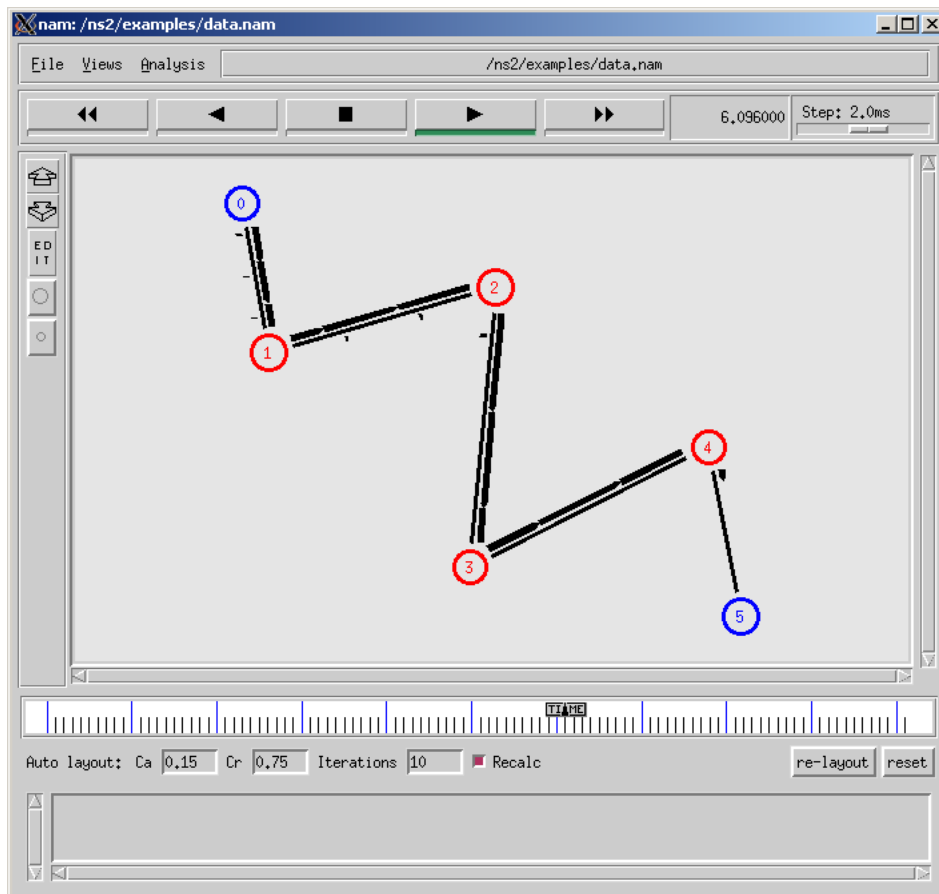 nam: /ns2/examples/data.nam
File Views Analysis /ns2/examples/data.nam
6.096000 Step: 2.0ms
ED
IT
0
2
1
4
3
5
TIME
Auto layout: Ca 0.15 Cr 0.75 Iterations 10 Recalc re-layout reset